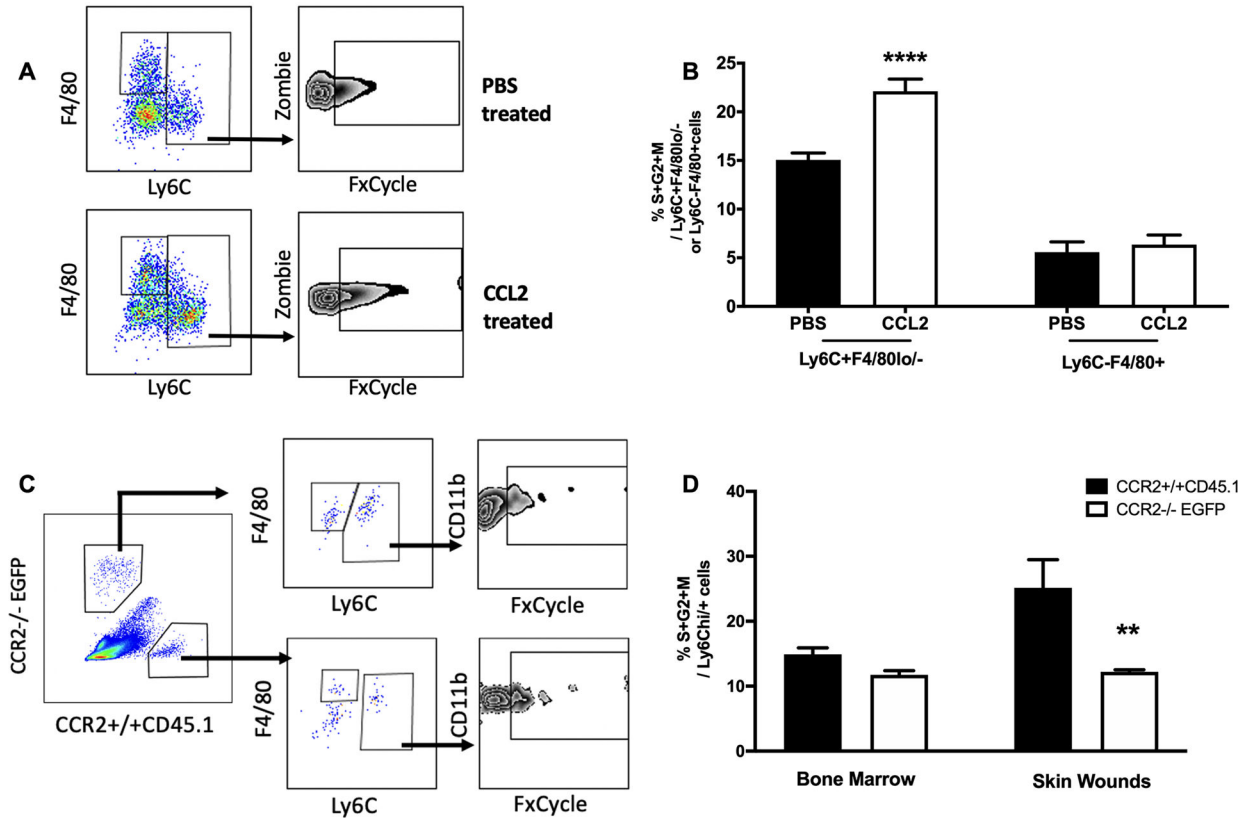 A
F4/80
Ly6C
Zombie
FxCycle
PBS
treated
F4/80
Ly6C
Zombie
FxCycle
CCL2
treated
B
% S+G2+M
/ Ly6C+F4/80lo/-
or Ly6C-F4/80+cells
25
20
15
10
5
0
****
PBS
CCL2
PBS
CCL2
Ly6C+F4/80lo/-
Ly6C-F4/80+
C
CCR2-/- EGFP
CCR2+/+CD45.1
F4/80
Ly6C
CD11b
FxCycle
F4/80
Ly6C
CD11b
FxCycle
D
% S+G2+M
/ Ly6Chi/+ cells
40
30
20
10
0
CCR2+/+CD45.1
CCR2-/- EGFP
**
Bone Marrow
Skin Wounds